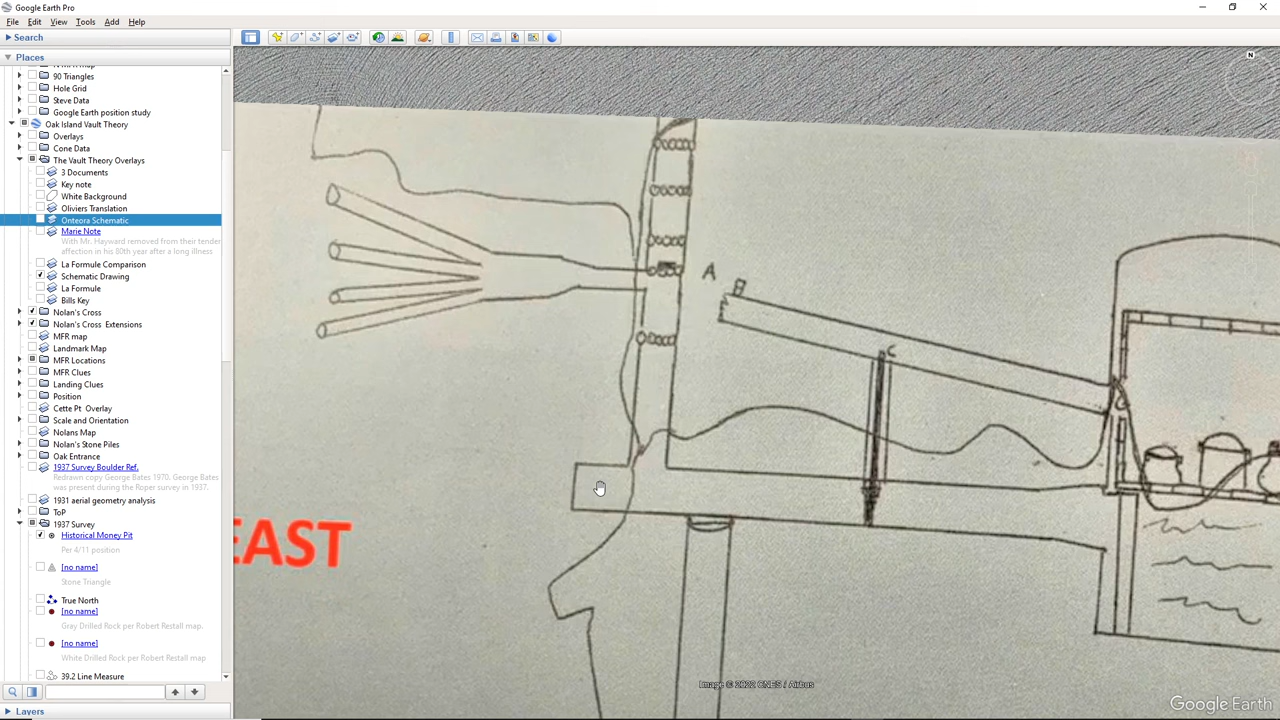 Google Earth Pro
File Edit View Tools Add Help
Search
Places
90 Triangles
Hole Grid
Steve Data
Google Earth position study
Oak Island Vault Theory
Overlays
Cone Data
The Vault Theory Overlays
3 Documents
Key note
White Background
Oliviers Translation
Onteora Schematic
Marie Note
With Mr. Hayward removed from their tender
affection in his 80th year after a long illness
La Formule Comparison
Schematic Drawing
La Formule
Bills Key
Nolan's Cross
Nolan's Cross Extensions
MFR map
Landmark Map
MFR Locations
MFR Clues
Landing Clues
Position
Cette Pt Overlay
Scale and Orientation
Nolans Map
Nolan's Stone Piles
Oak Entrance
1937 Survey Boulder Ref.
Redrawn copy George Bates 1970. George Bates
was present during the Roper survey in 1937.
1931 aerial geometry analysis
ToP
1937 Survey
Historical Money Pit
Per 4/11 position
[no name]
Stone Triangle
True North
[no name]
Gray Drilled Rock per Robert Restall map.
[no name]
White Drilled Rock per Robert Restall map
39.2 Line Measure
Layers
N
A
C
EAST
Image © 2022 CNES / Airbus
Google Earth